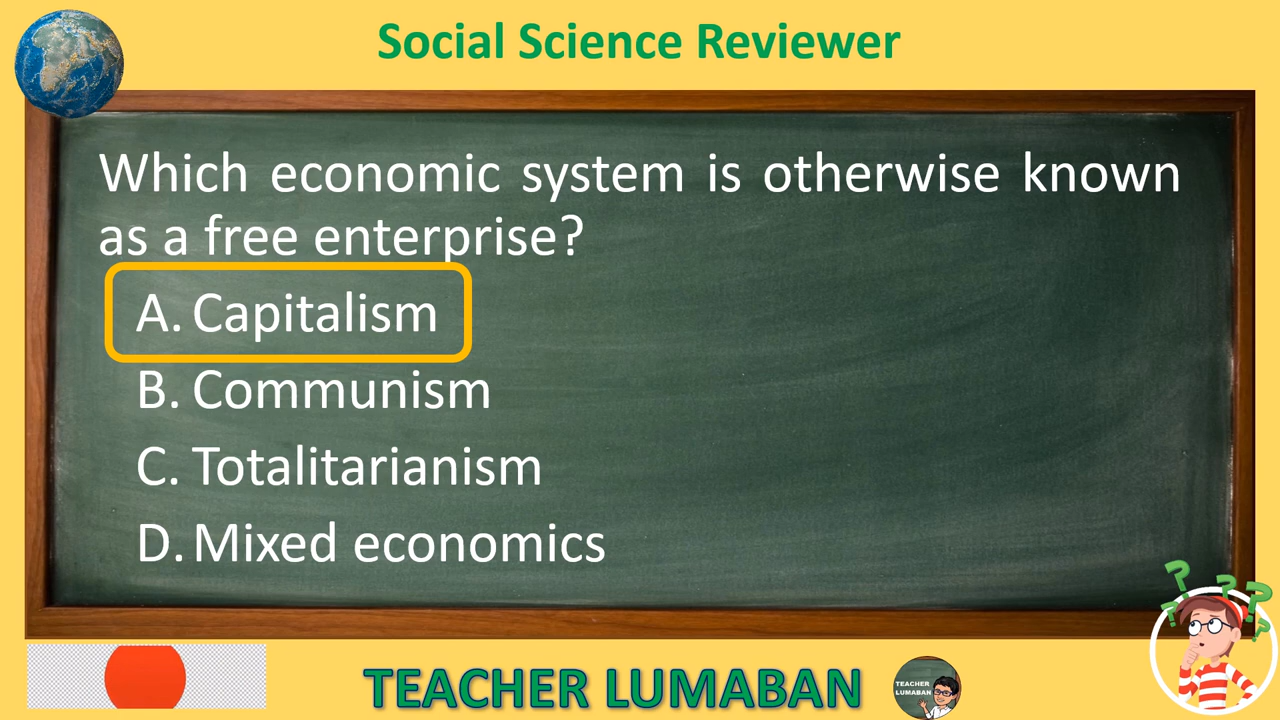 Social Science Reviewer
Which economic system is otherwise known
as a free enterprise?
A. Capitalism
B. Communism
C. Totalitarianism
D. Mixed economics
TEACHER LUMABAN
TEACHER
LUMABAN